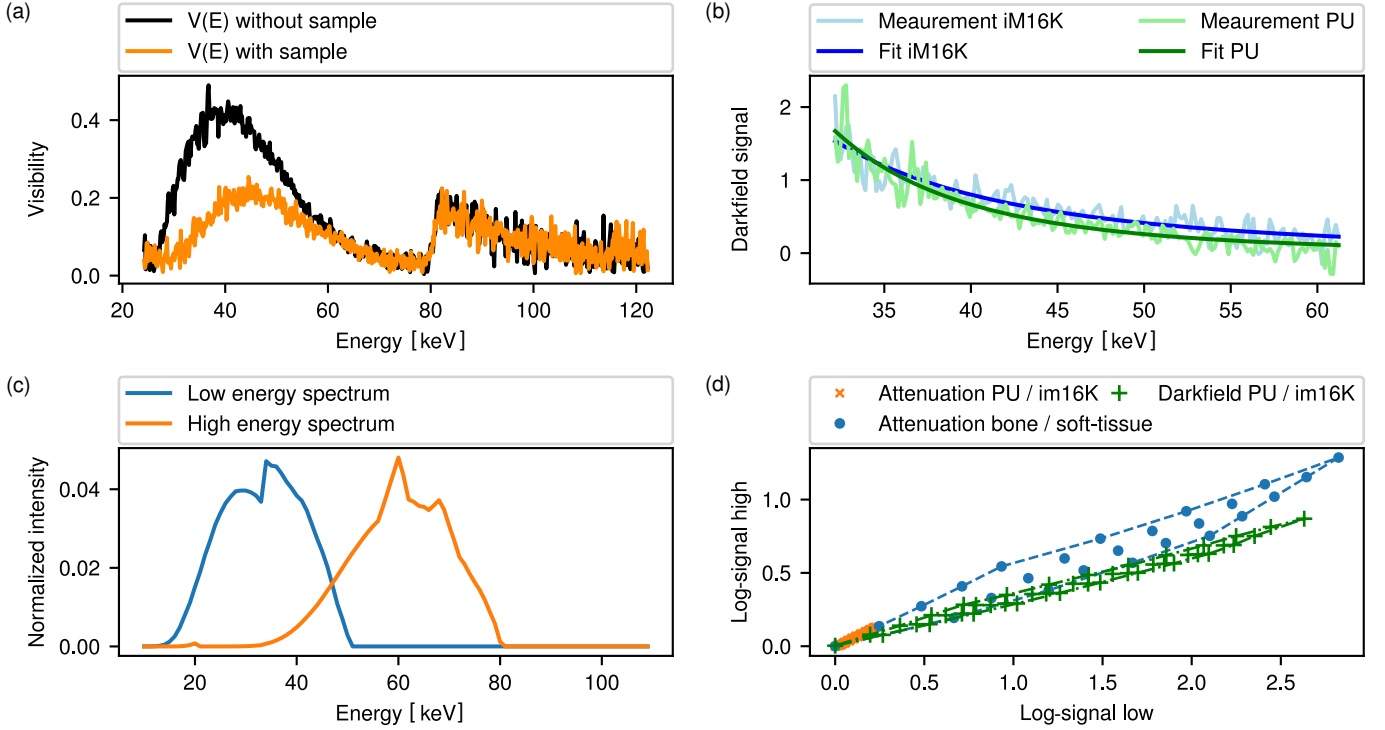 (a)
V(E) without sample
V(E) with sample
Visibility
0.4
0.2
0.0
20 40 60 80 100 120
Energy [keV]
(b)
Meaurement iM16K Meaurement PU
Fit iM16K Fit PU
Darkfield signal
2
1
0
35 40 45 50 55 60
Energy [keV]
(c)
Low energy spectrum
High energy spectrum
Normalized intensity
0.04
0.02
0.00
20 40 60 80 100
Energy [keV]
(d)
Attenuation PU / im16K Darkfield PU / im16K
Attenuation bone / soft-tissue
Log-signal high
1.0
0.5
0.0
0.0 0.5 1.0 1.5 2.0 2.5
Log-signal low